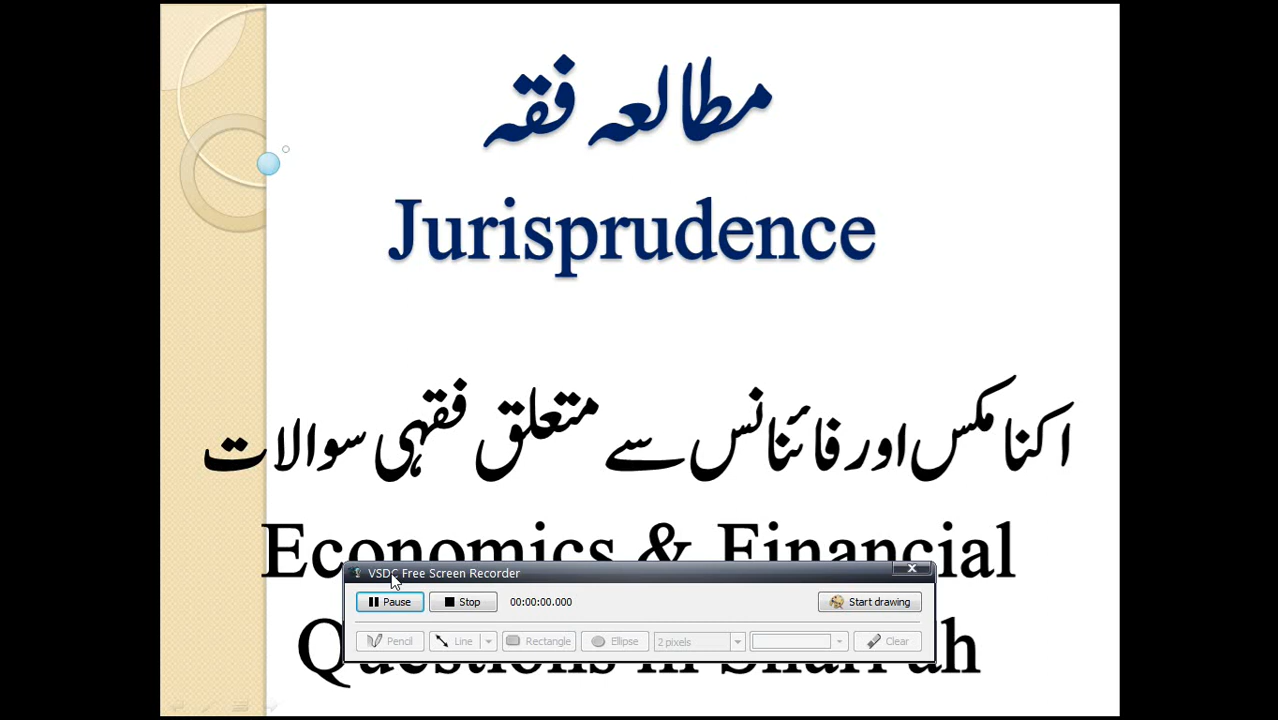 مطالعہ فقہ
Jurisprudence
اکنامکس اور فائنانس سے متعلق فقہی سوالات
Economics & Financial
VSDC Free Screen Recorder
Pause Stop 00:00:00.000 Start drawing
Pencil Line Rectangle Ellipse 2 pixels Clear
Questions in